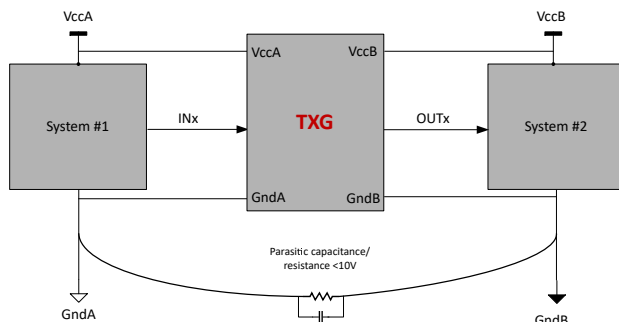 VccA
VccB
VccA
VccB
System #1
INx
TXG
OUTx
System #2
GndA
GndB
Parasitic capacitance/
resistance <10V
GndA
GndB